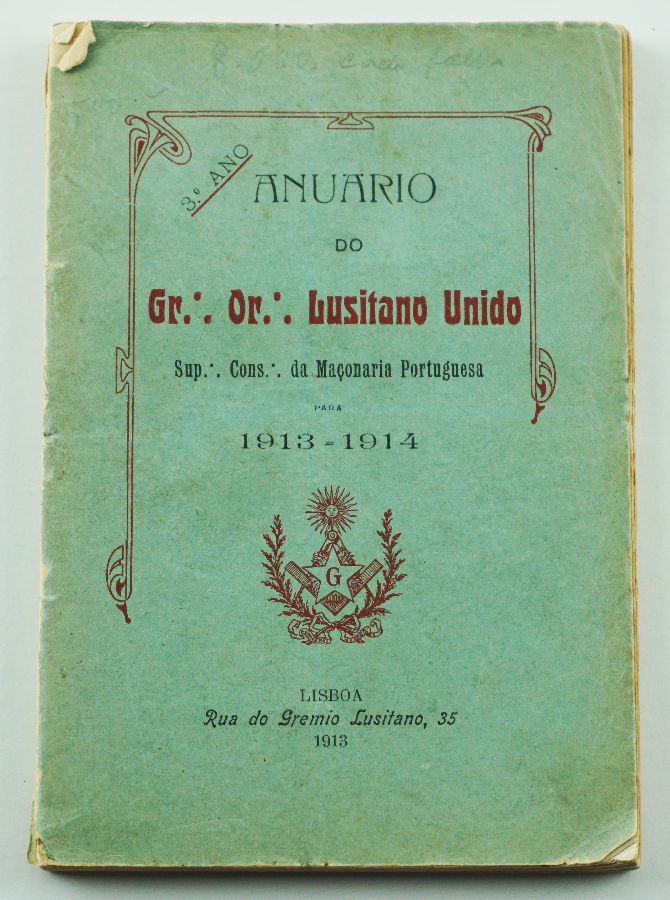 3.º ANO
ANUARIO
DO
Gr.∴ Or.∴ Lusitano Unido
Sup.∴ Cons.∴ da Maçonaria Portuguesa
PARA
1913-1914
G
LISBOA
Rua do Gremio Lusitano, 35
1913